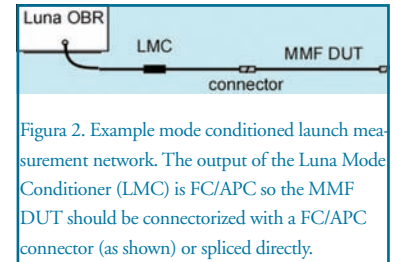 Luna OBR
LMC
MMF DUT
connector
Figura 2. Example mode conditioned launch mea-
surement network. The output of the Luna Mode
Conditioner (LMC) is FC/APC so the MMF
DUT should be connectorized with a FC/APC
connector (as shown) or spliced directly.